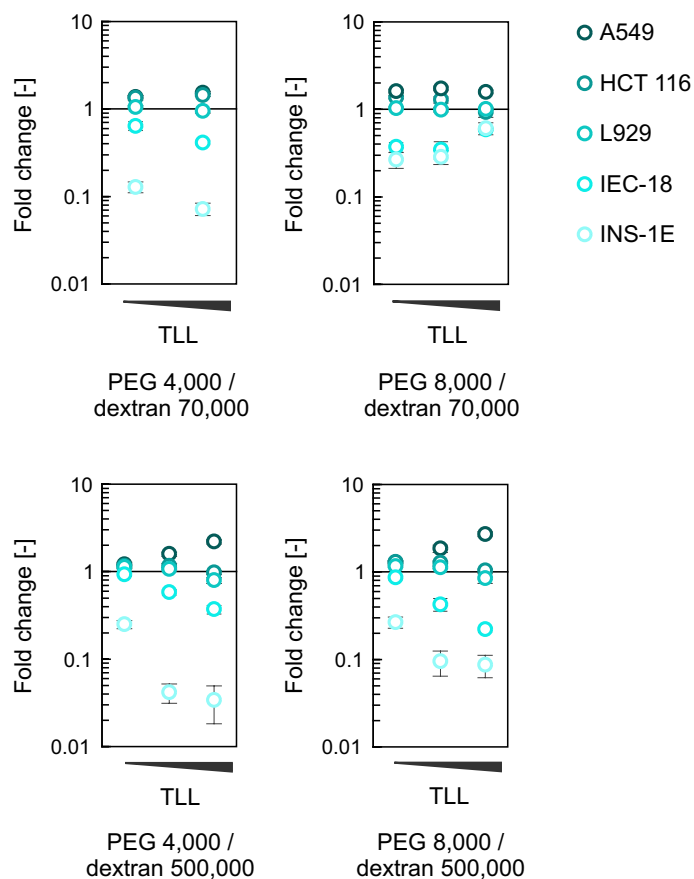 Fold change [-]
10
1
0.1
0.01
TLL
PEG 4,000 /
dextran 70,000
Fold change [-]
10
1
0.1
0.01
TLL
PEG 8,000 /
dextran 70,000
A549
HCT 116
L929
IEC-18
INS-1E
Fold change [-]
10
1
0.1
0.01
TLL
PEG 4,000 /
dextran 500,000
Fold change [-]
10
1
0.1
0.01
TLL
PEG 8,000 /
dextran 500,000